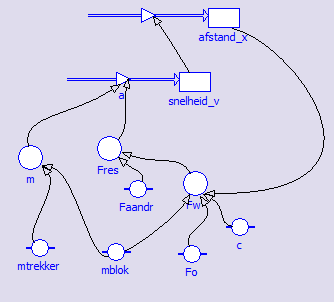 afstand_x
a
snelheid_v
m
Fres
Faandr
Fw
mtrekker
mblok
Fo
c